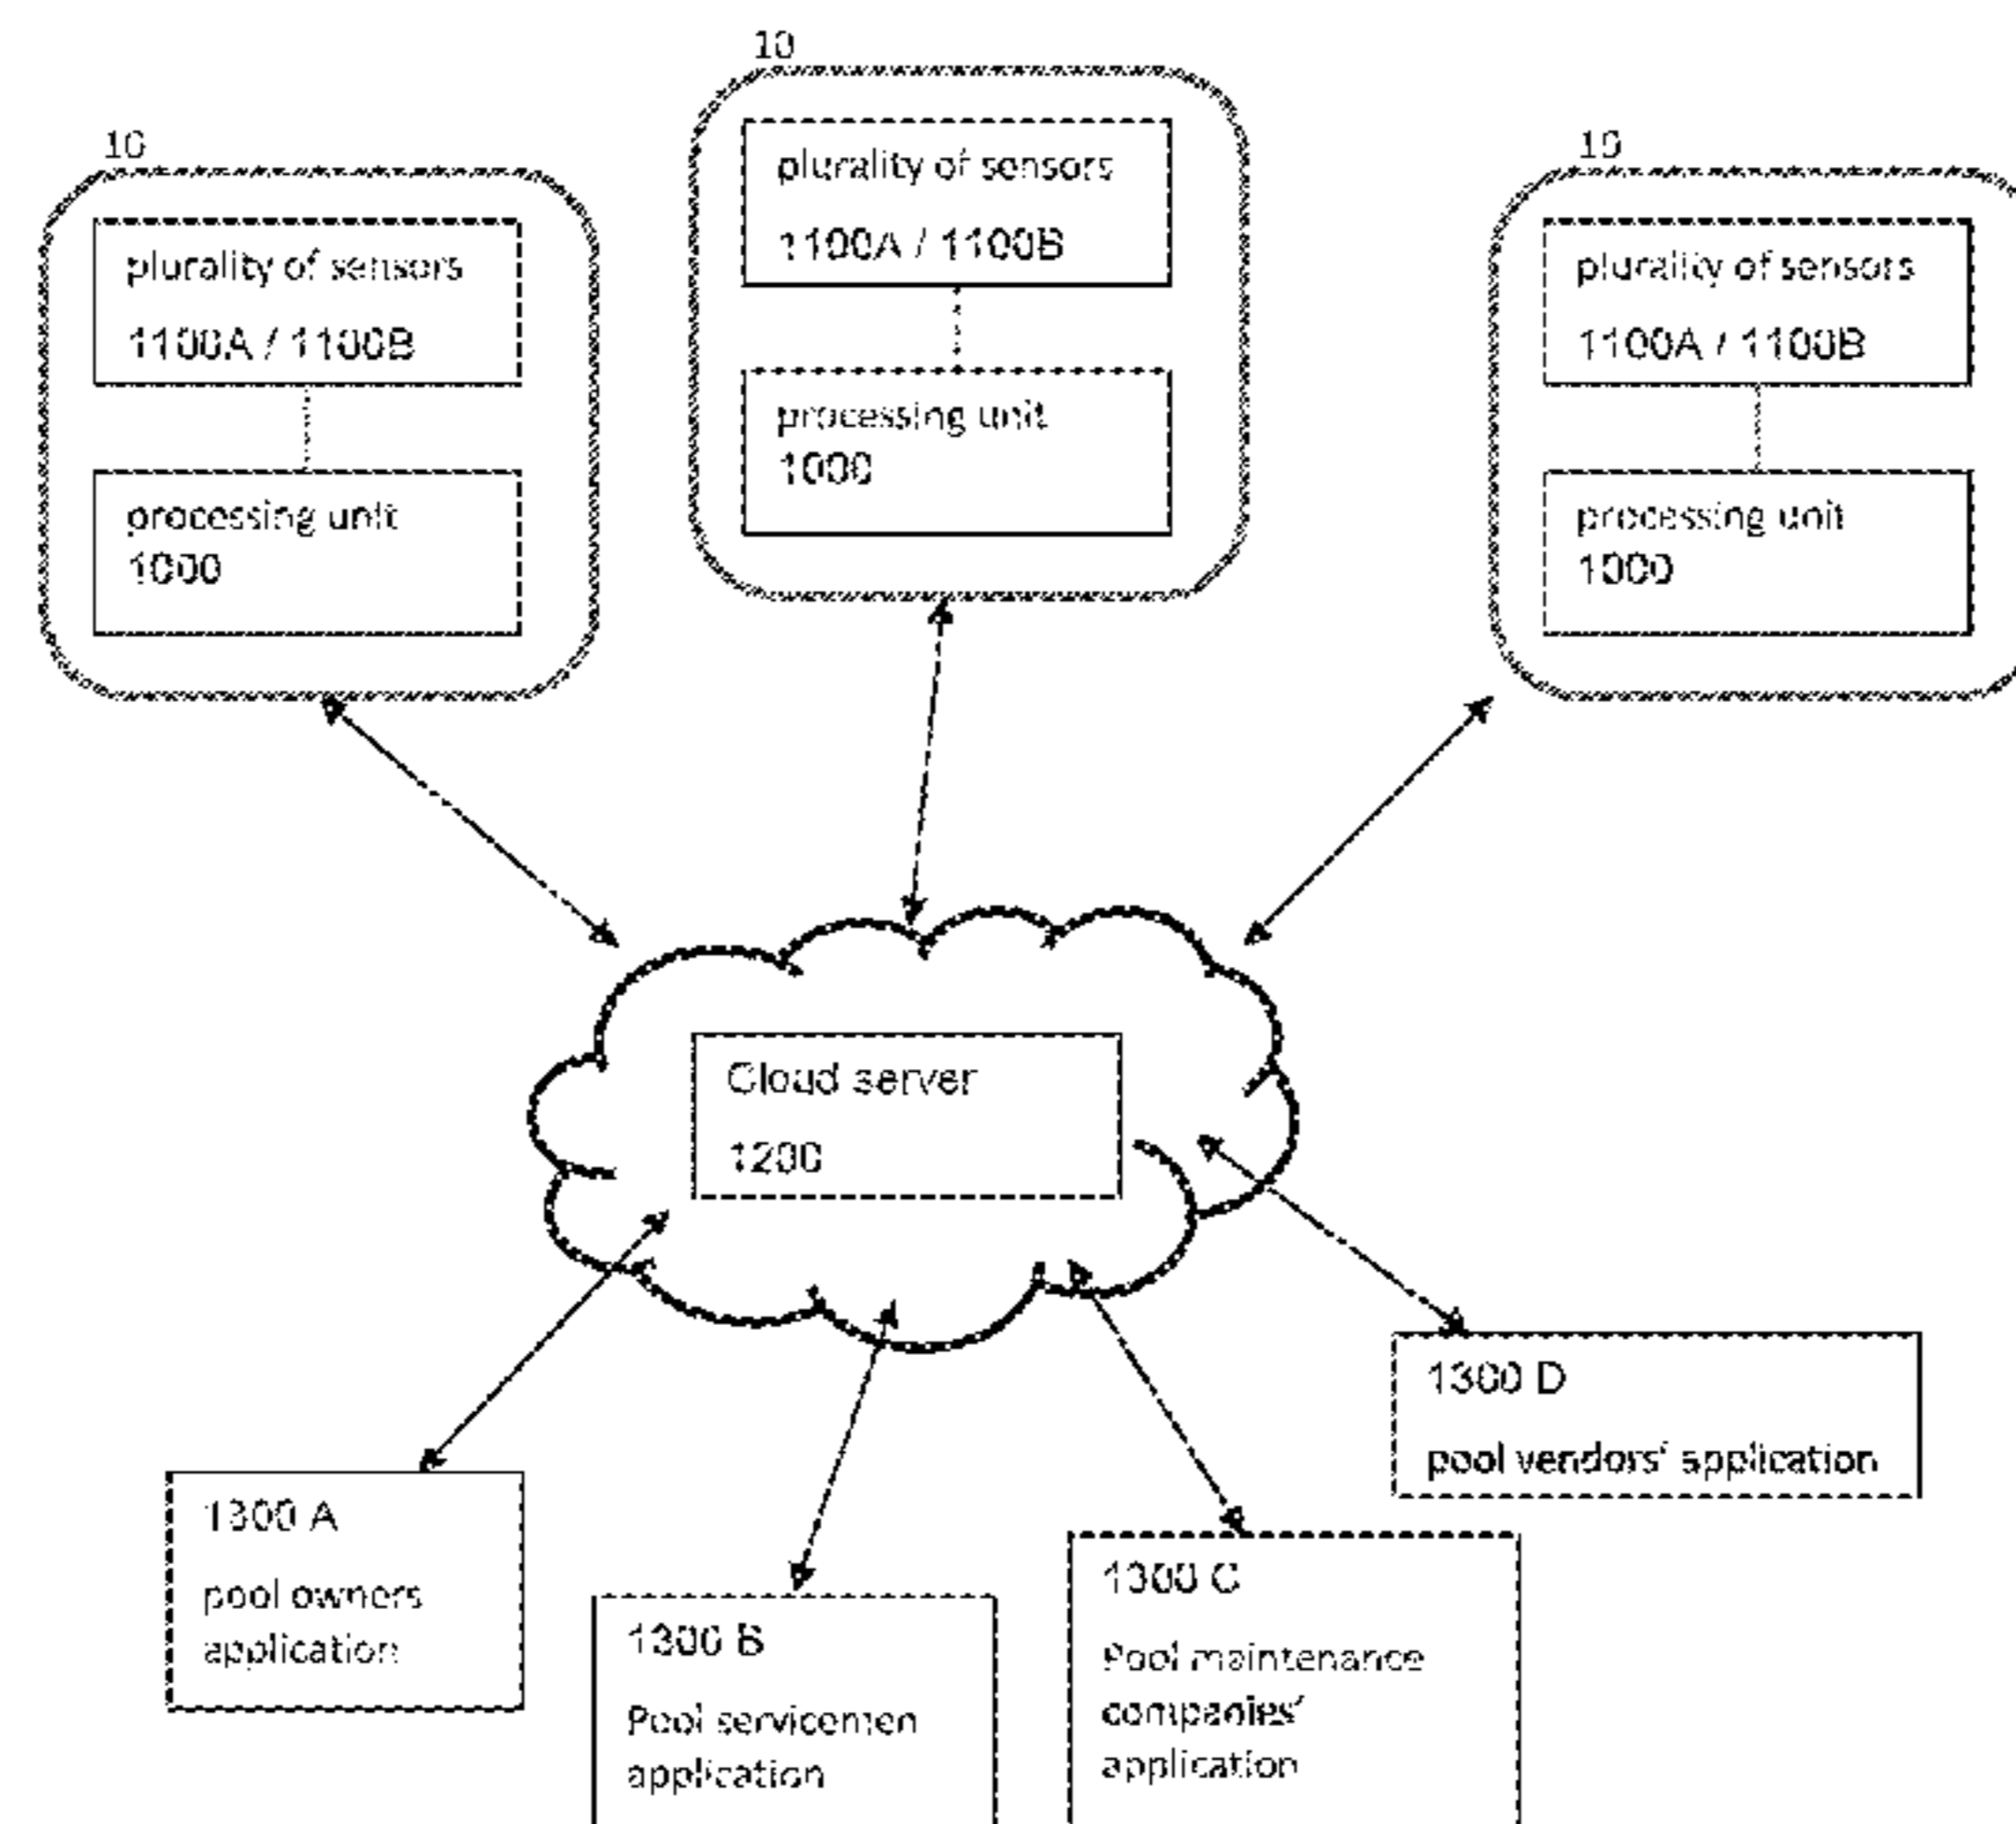 10
plurality of sensors
1100A / 1100B
processing unit
1000
10
plurality of sensors
1100A / 1100B
processing unit
1000
10
plurality of sensors
1100A / 1100B
processing unit
1000
Cloud server
1200
1300 A
pool owners
application
1300 B
Pool servicemen
application
1300 C
Pool maintenance
companies'
application
1300 D
pool vendors' application